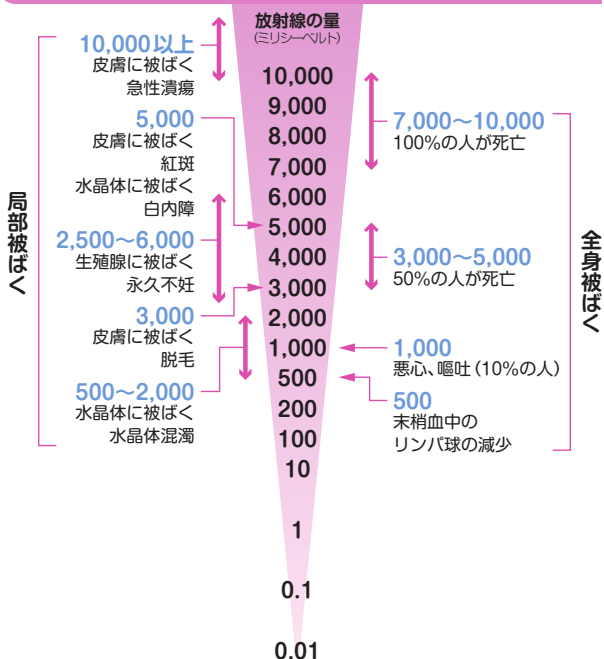 放射線の量
(ミリシーベルト)
局部被ばく
10,000以上
皮膚に被ばく
急性潰瘍
5,000
皮膚に被ばく
紅斑
水晶体に被ばく
白内障
2,500〜6,000
生殖腺に被ばく
永久不妊
3,000
皮膚に被ばく
脱毛
500〜2,000
水晶体に被ばく
水晶体混濁
10,000
9,000
8,000
7,000
6,000
5,000
4,000
3,000
2,000
1,000
500
200
100
10
1
0.1
0.01
7,000〜10,000
100%の人が死亡
3,000〜5,000
50%の人が死亡
1,000
悪心、嘔吐(10%の人)
500
末梢血中の
リンパ球の減少
全身被ばく